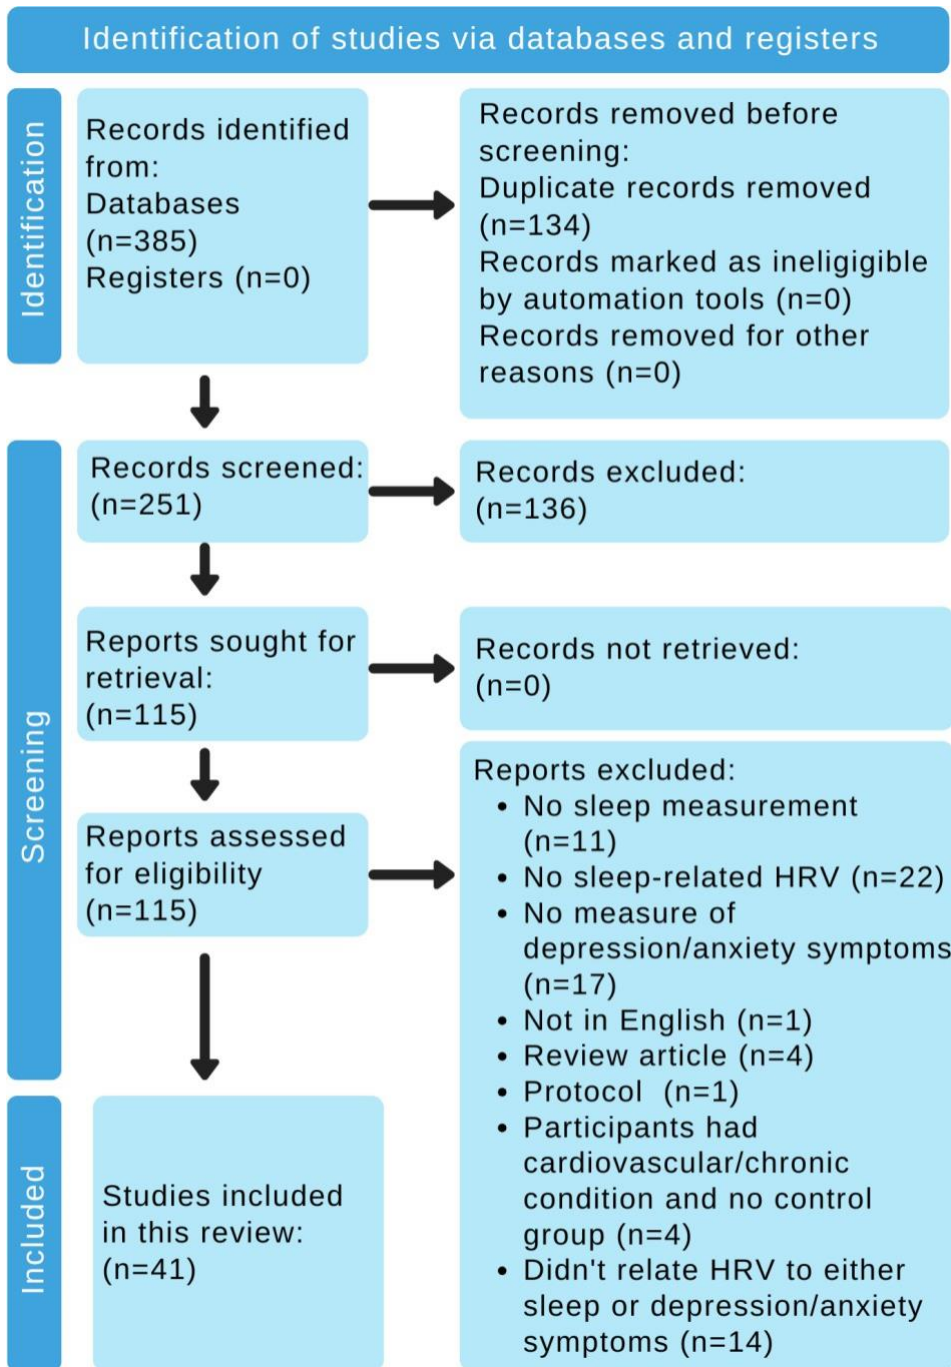 Identification of studies via databases and registers
Identification
Records identified
from:
Databases
(n=385)
Registers (n=0)
Records removed before
screening:
Duplicate records removed
(n=134)
Records marked as ineligigible
by automation tools (n=0)
Records removed for other
reasons (n=0)
Screening
Records screened:
(n=251)
Records excluded:
(n=136)
Reports sought for
retrieval:
(n=115)
Records not retrieved:
(n=0)
Reports assessed
for eligibility
(n=115)
Reports excluded:
• No sleep measurement
(n=11)
• No sleep-related HRV (n=22)
• No measure of
depression/anxiety symptoms
(n=17)
• Not in English (n=1)
• Review article (n=4)
• Protocol (n=1)
• Participants had
cardiovascular/chronic
condition and no control
group (n=4)
• Didn't relate HRV to either
sleep or depression/anxiety
symptoms (n=14)
Included
Studies included
in this review:
(n=41)